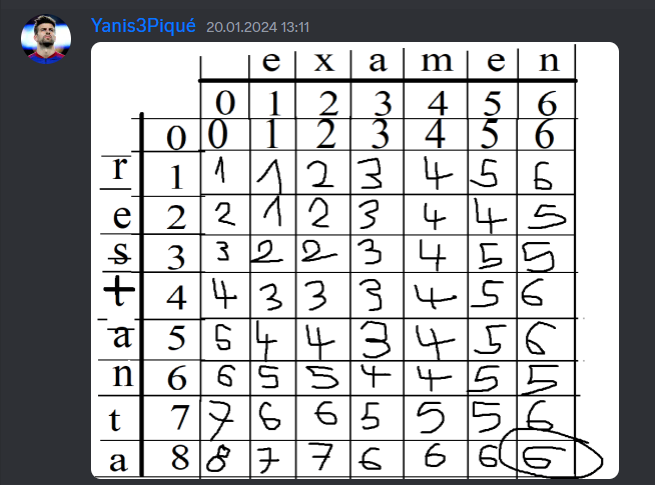 Yanis3Piqué 20.01.2024 13:11
e x a m e n
0 1 2 3 4 5 6
0 0 1 2 3 4 5 6
r 1 1 1 2 3 4 5 6
e 2 2 1 2 3 4 4 5
s 3 3 2 2 3 4 5 5
t 4 4 3 3 3 4 5 6
a 5 5 4 4 3 4 5 6
n 6 6 5 5 4 4 5 5
t 7 7 6 6 5 5 5 6
a 8 8 7 7 6 6 6 6